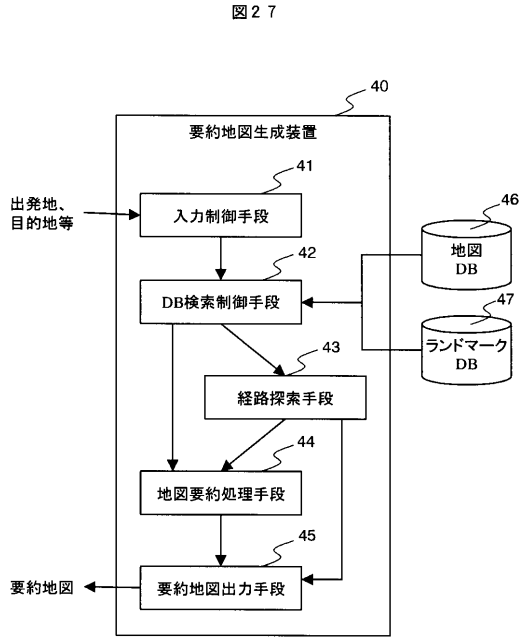 図27
40
要約地図生成装置
41
出発地、
目的地等
入力制御手段
46
地図
DB
42
DB検索制御手段
47
ランドマーク
DB
43
経路探索手段
44
地図要約処理手段
45
要約地図
要約地図出力手段